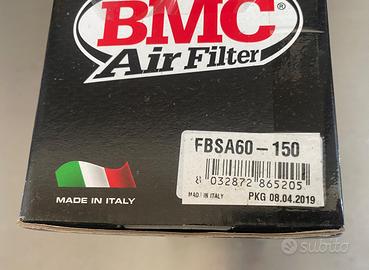 BMC
Air Filter
FBSA60-150
8 032872 865205
MADE IN ITALY PKG 08.04.2019
MADE IN ITALY
subito